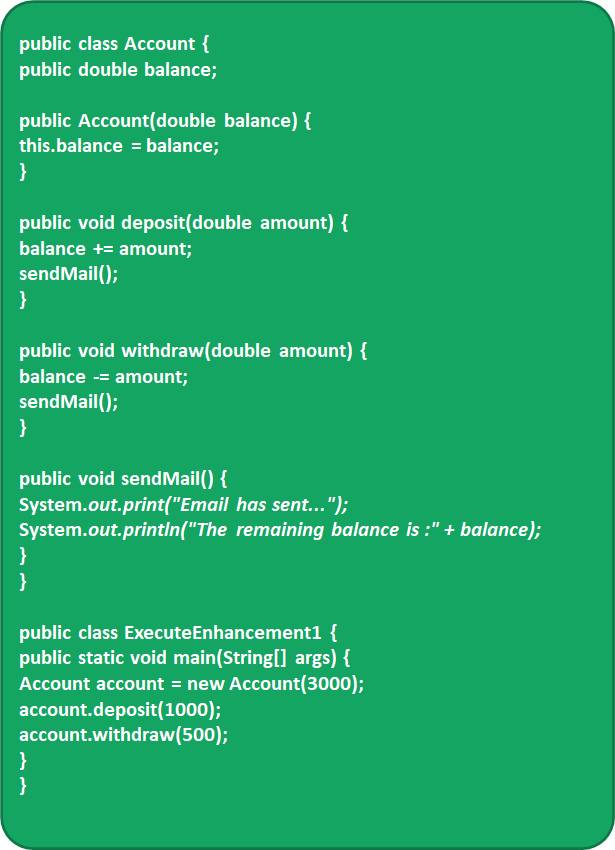 public class Account {
public double balance;
public Account(double balance) {
this.balance = balance;
}
public void deposit(double amount) {
balance += amount;
sendMail();
}
public void withdraw(double amount) {
balance -= amount;
sendMail();
}
public void sendMail() {
System.out.print("Email has sent...");
System.out.println("The remaining balance is :" + balance);
}
}
public class ExecuteEnhancement1 {
public static void main(String[] args) {
Account account = new Account(3000);
account.deposit(1000);
account.withdraw(500);
}
}